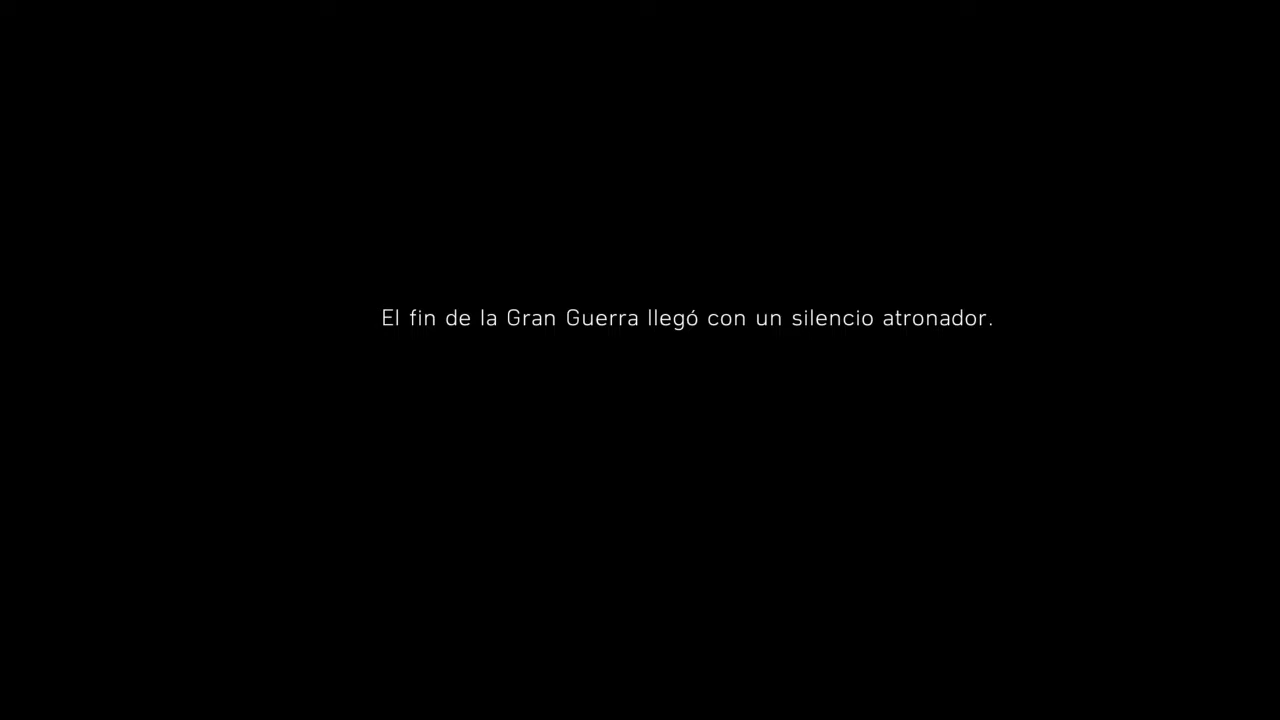 El fin de la Gran Guerra llegó con un silencio atronador.